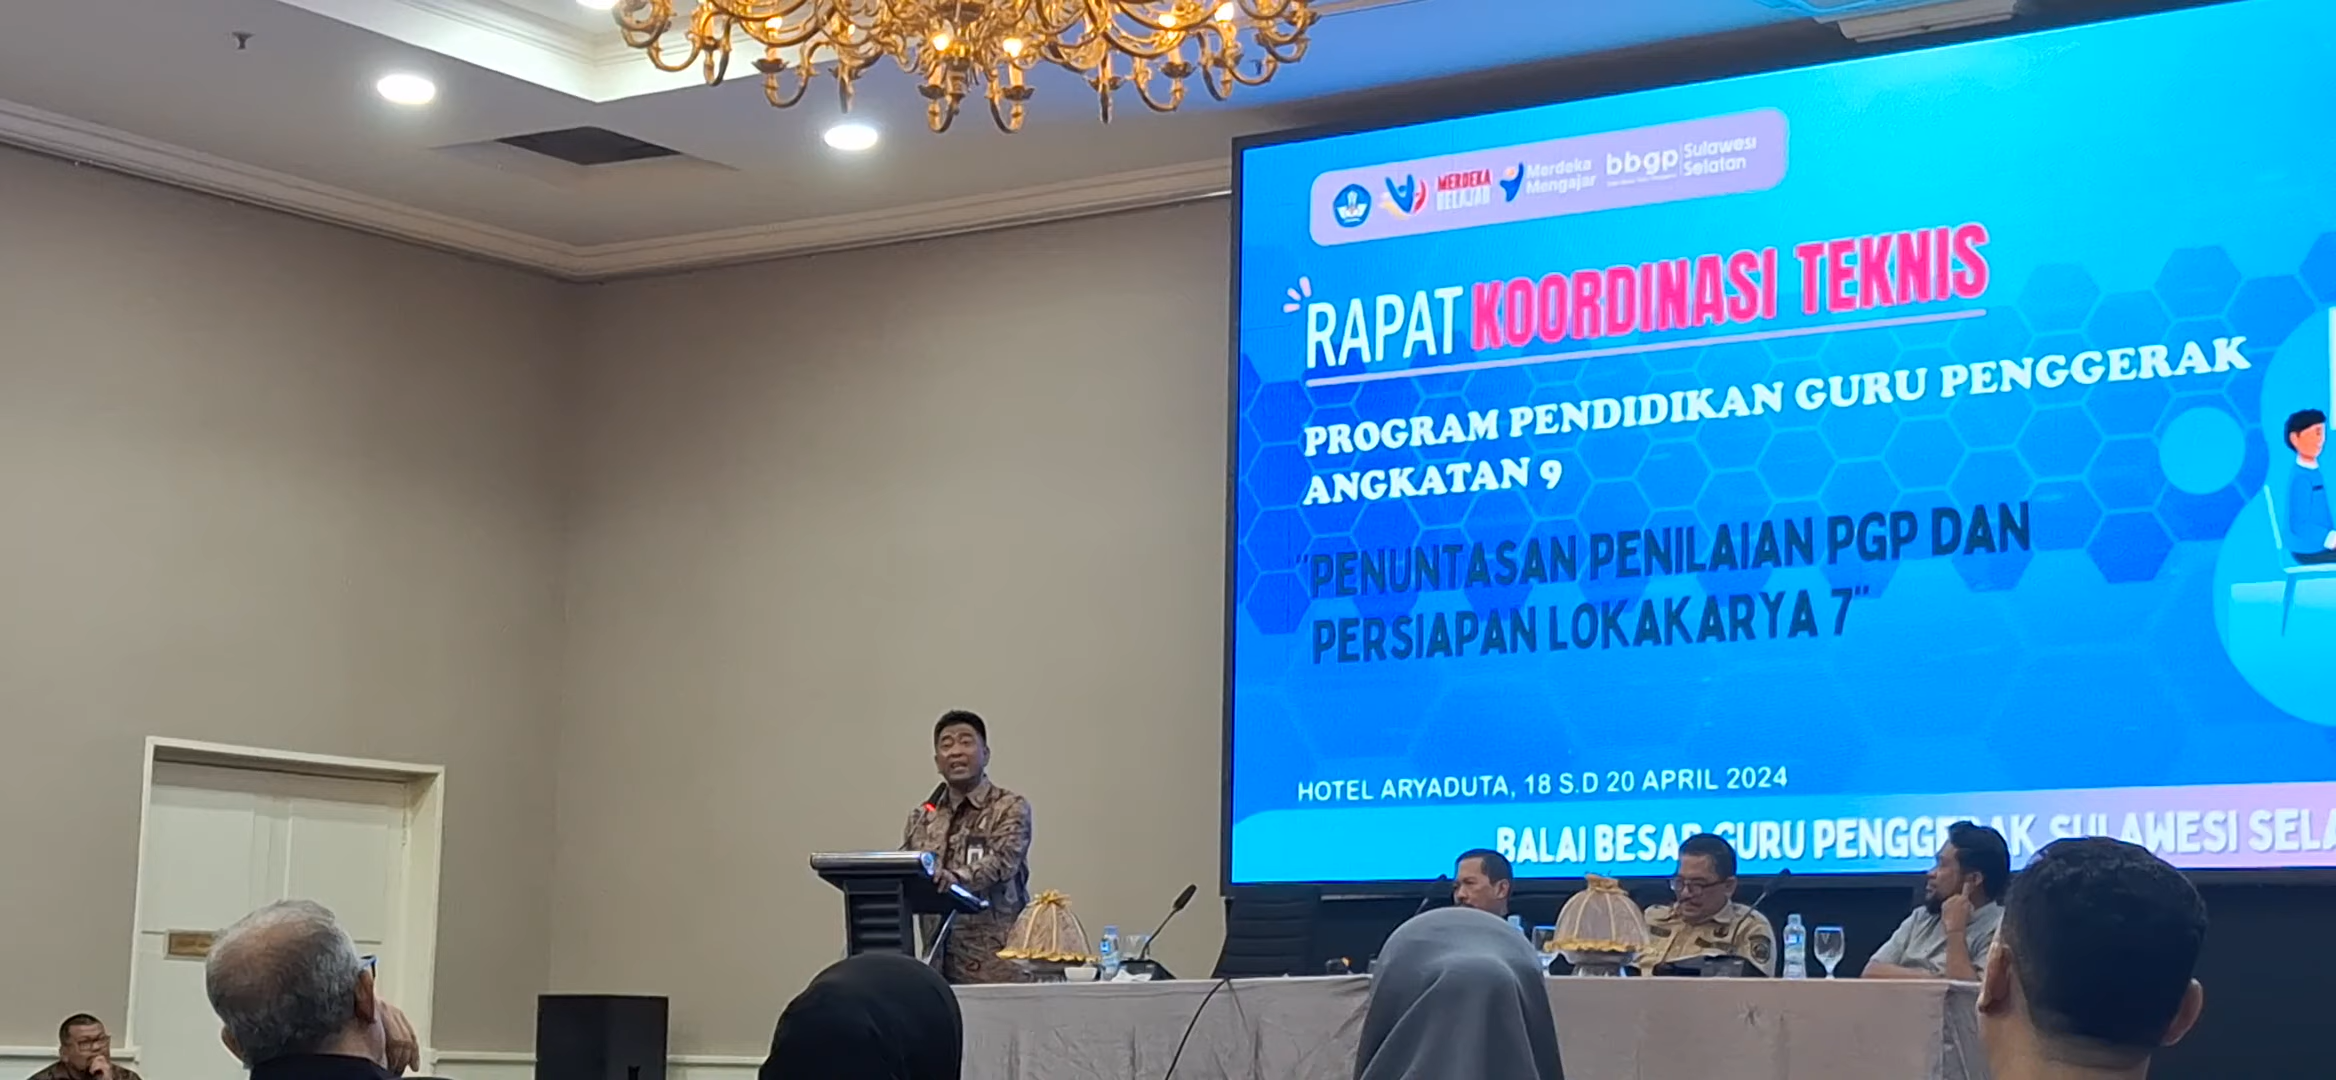 MERDEKA
BELAJAR
Merdeka
Mengajar
bbgp
Sulawesi
Selatan
RAPAT KOORDINASI TEKNIS
PROGRAM PENDIDIKAN GURU PENGGERAK
ANGKATAN 9
"PENUNTASAN PENILAIAN PGP DAN
PERSIAPAN LOKAKARYA 7"
HOTEL ARYADUTA, 18 S.D 20 APRIL 2024
BALAI BESAR GURU PENGGERAK SULAWESI SELA